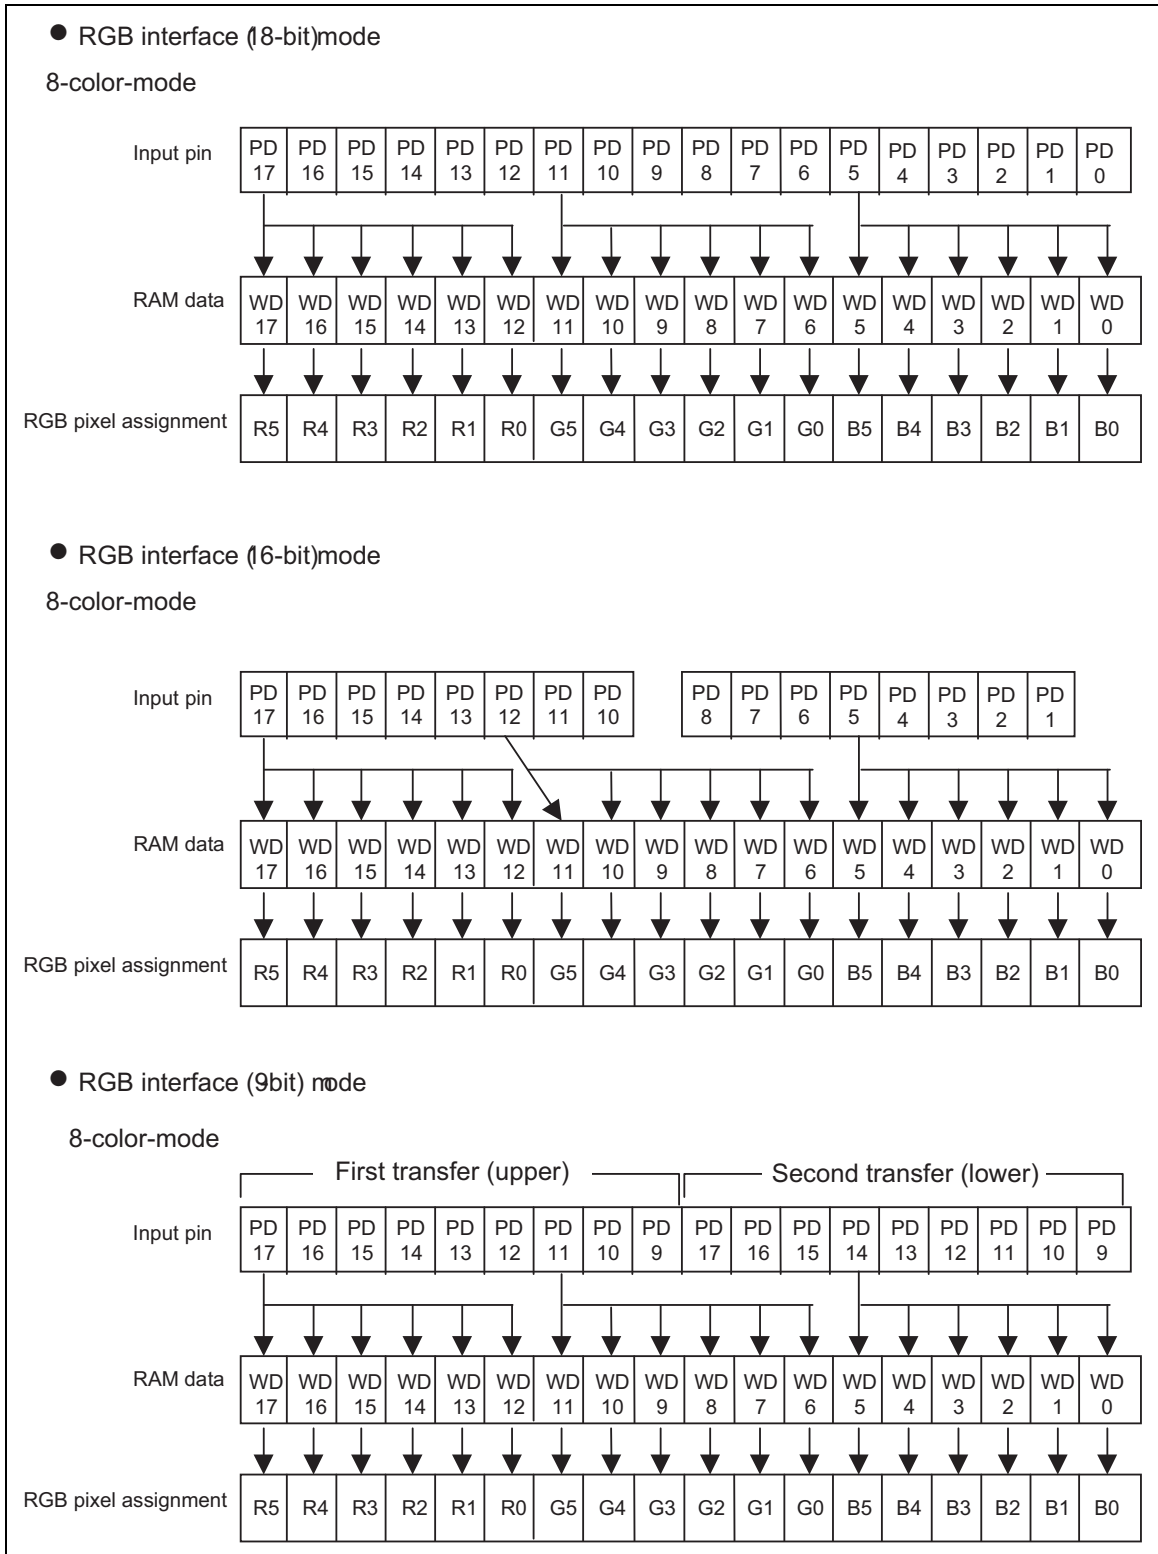 ● RGB interface (18-bit)mode
8-color-mode
Input pin PD 17 PD 16 PD 15 PD 14 PD 13 PD 12 PD 11 PD 10 PD 9 PD 8 PD 7 PD 6 PD 5 PD 4 PD 3 PD 2 PD 1 PD 0
RAM data WD 17 WD 16 WD 15 WD 14 WD 13 WD 12 WD 11 WD 10 WD 9 WD 8 WD 7 WD 6 WD 5 WD 4 WD 3 WD 2 WD 1 WD 0
RGB pixel assignment R5 R4 R3 R2 R1 R0 G5 G4 G3 G2 G1 G0 B5 B4 B3 B2 B1 B0
● RGB interface (16-bit)mode
8-color-mode
Input pin PD 17 PD 16 PD 15 PD 14 PD 13 PD 12 PD 11 PD 10 PD 8 PD 7 PD 6 PD 5 PD 4 PD 3 PD 2 PD 1
RAM data WD 17 WD 16 WD 15 WD 14 WD 13 WD 12 WD 11 WD 10 WD 9 WD 8 WD 7 WD 6 WD 5 WD 4 WD 3 WD 2 WD 1 WD 0
RGB pixel assignment R5 R4 R3 R2 R1 R0 G5 G4 G3 G2 G1 G0 B5 B4 B3 B2 B1 B0
● RGB interface (9-bit) mode
8-color-mode
First transfer (upper) Second transfer (lower)
Input pin PD 17 PD 16 PD 15 PD 14 PD 13 PD 12 PD 11 PD 10 PD 9 PD 17 PD 16 PD 15 PD 14 PD 13 PD 12 PD 11 PD 10 PD 9
RAM data WD 17 WD 16 WD 15 WD 14 WD 13 WD 12 WD 11 WD 10 WD 9 WD 8 WD 7 WD 6 WD 5 WD 4 WD 3 WD 2 WD 1 WD 0
RGB pixel assignment R5 R4 R3 R2 R1 R0 G5 G4 G3 G2 G1 G0 B5 B4 B3 B2 B1 B0